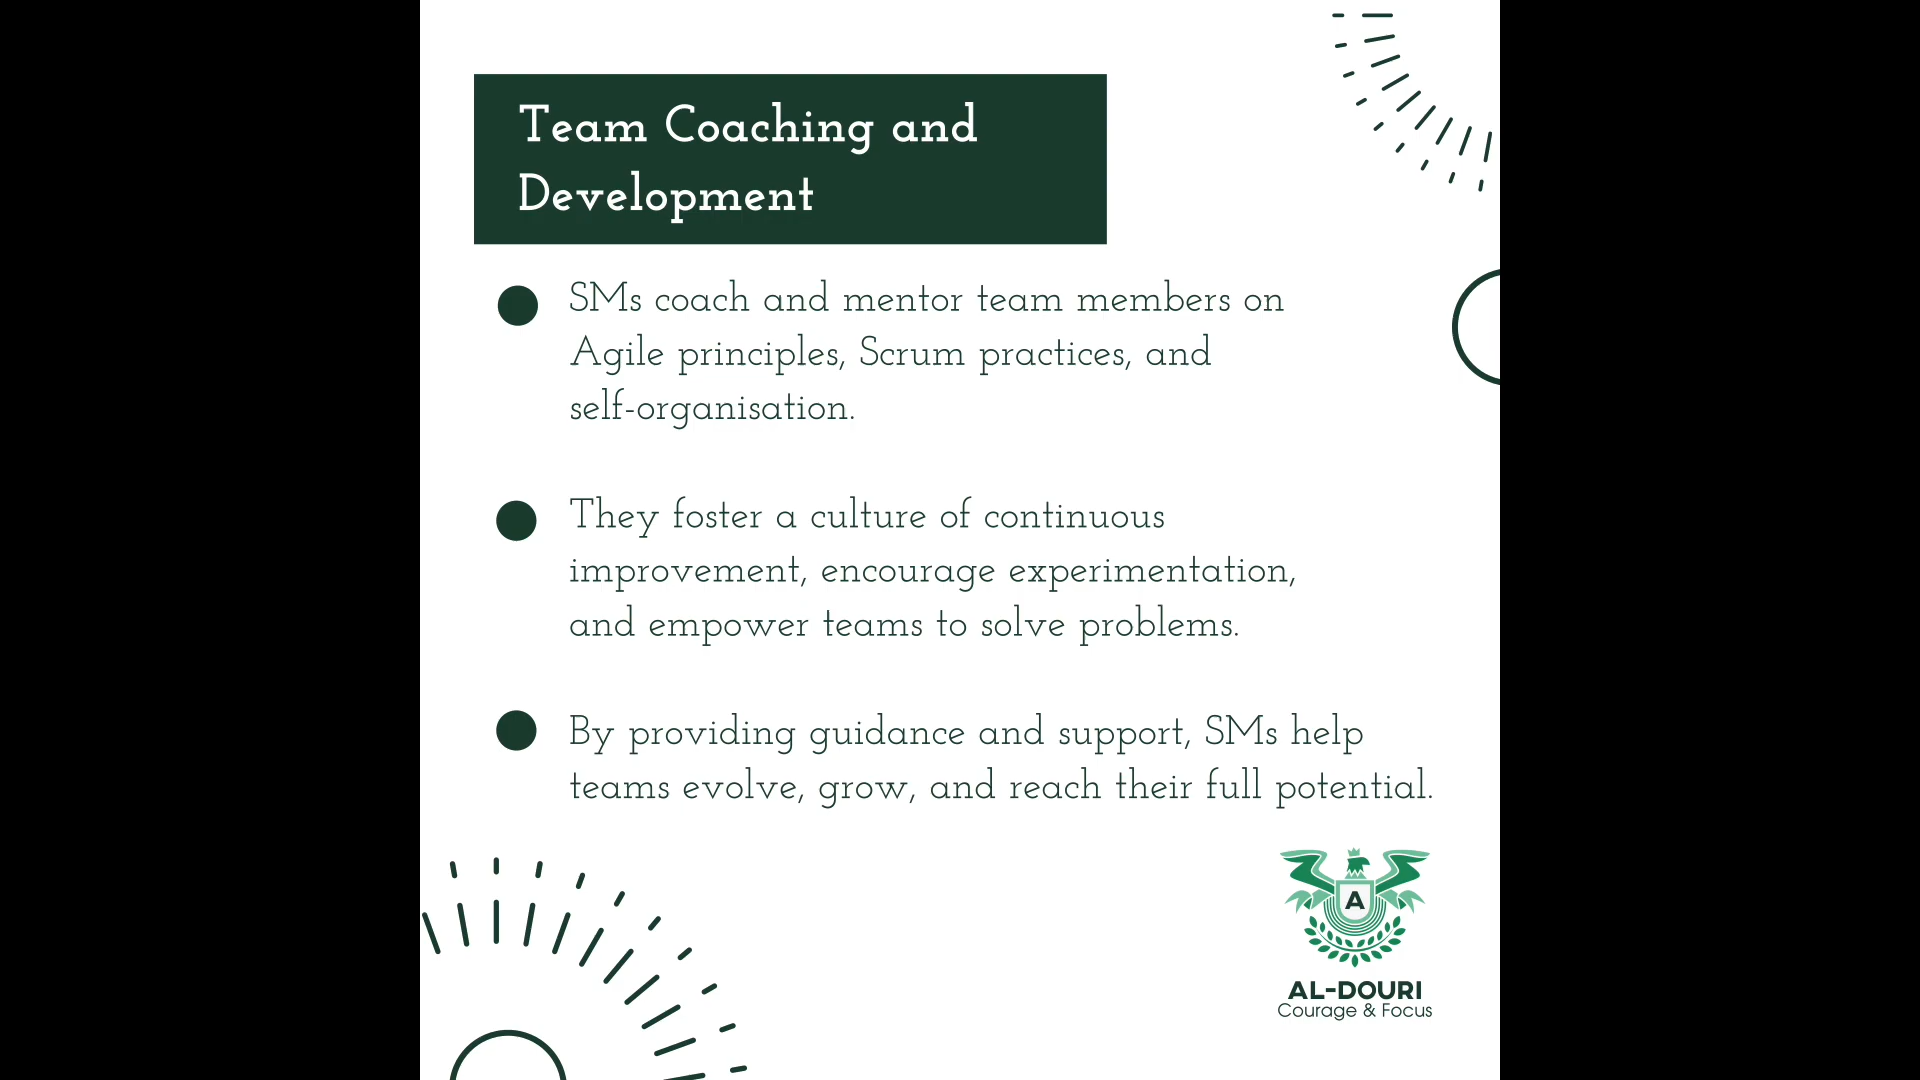 Team Coaching and
Development
SMs coach and mentor team members on
Agile principles, Scrum practices, and
self-organisation.
They foster a culture of continuous
improvement, encourage experimentation,
and empower teams to solve problems.
By providing guidance and support, SMs help
teams evolve, grow, and reach their full potential.
A
AL-DOURI
Courage & Focus